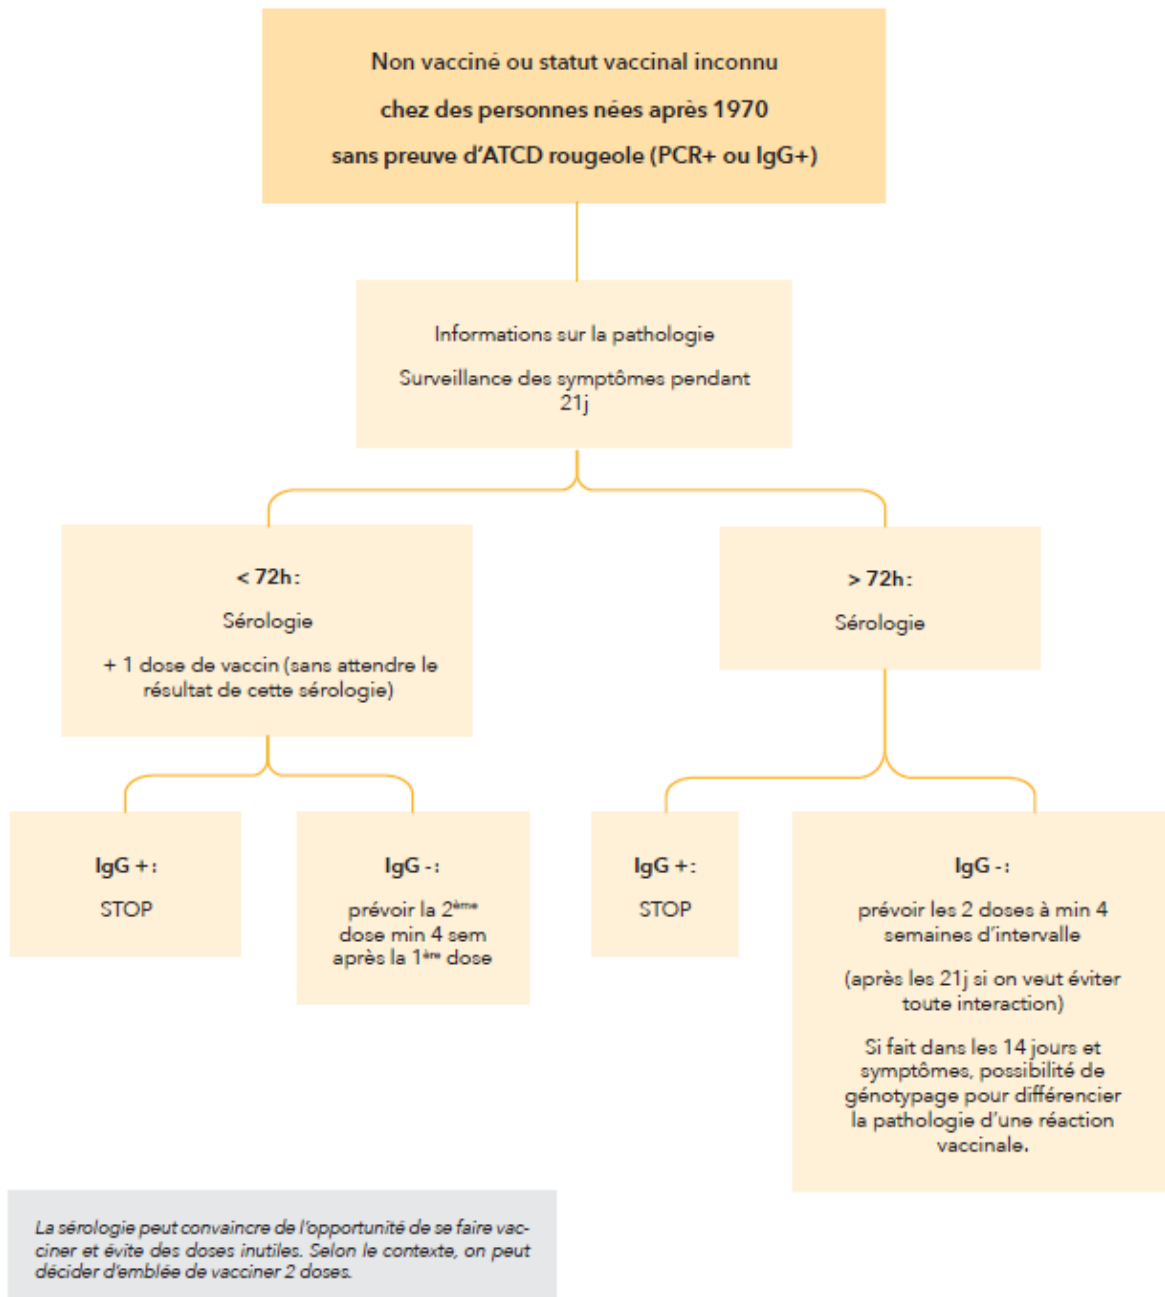 Non vacciné ou statut vaccinal inconnu
chez des personnes nées après 1970
sans preuve d'ATCD rougeole (PCR+ ou IgG+)
Informations sur la pathologie
Surveillance des symptômes pendant
21j
< 72h :
Sérologie
+ 1 dose de vaccin (sans attendre le
résultat de cette sérologie)
> 72h :
Sérologie
IgG + :
STOP
IgG - :
prévoir la 2ème
dose min 4 sem
après la 1ère dose
IgG + :
STOP
IgG - :
prévoir les 2 doses à min 4
semaines d'intervalle
(après les 21j si on veut éviter
toute interaction)
Si fait dans les 14 jours et
symptômes, possibilité de
génotypage pour différencier
la pathologie d'une réaction
vaccinale.
La sérologie peut convaincre de l'opportunité de se faire vac-
ciner et évite des doses inutiles. Selon le contexte, on peut
décider d'emblée de vacciner 2 doses.